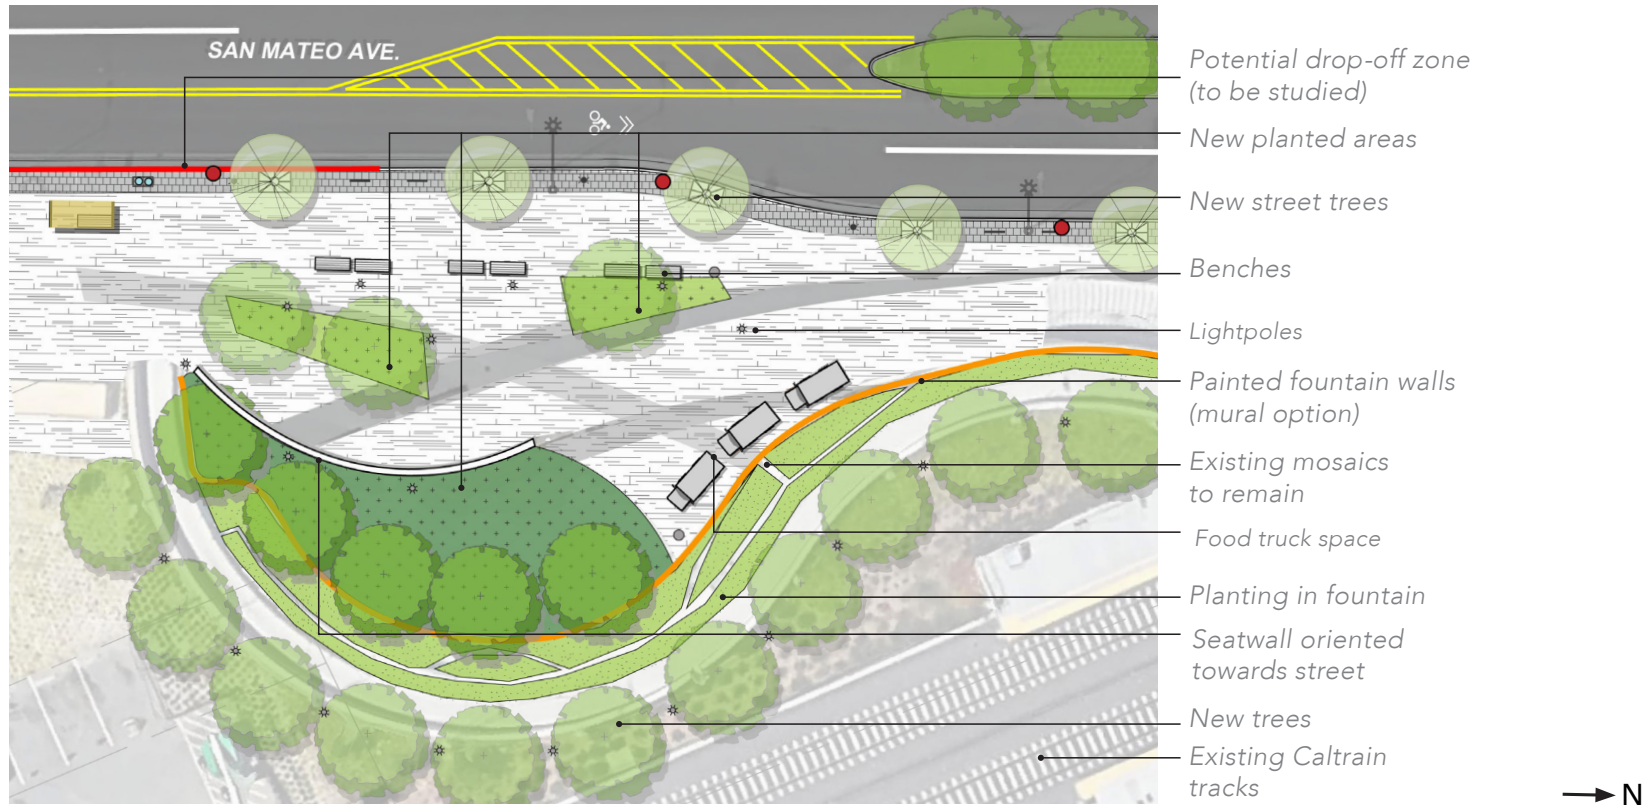 SAN MATEO AVE.
Potential drop-off zone
(to be studied)
New planted areas
New street trees
Benches
Lightpoles
Painted fountain walls
(mural option)
Existing mosaics
to remain
Food truck space
Planting in fountain
Seatwall oriented
towards street
New trees
Existing Caltrain
tracks
N